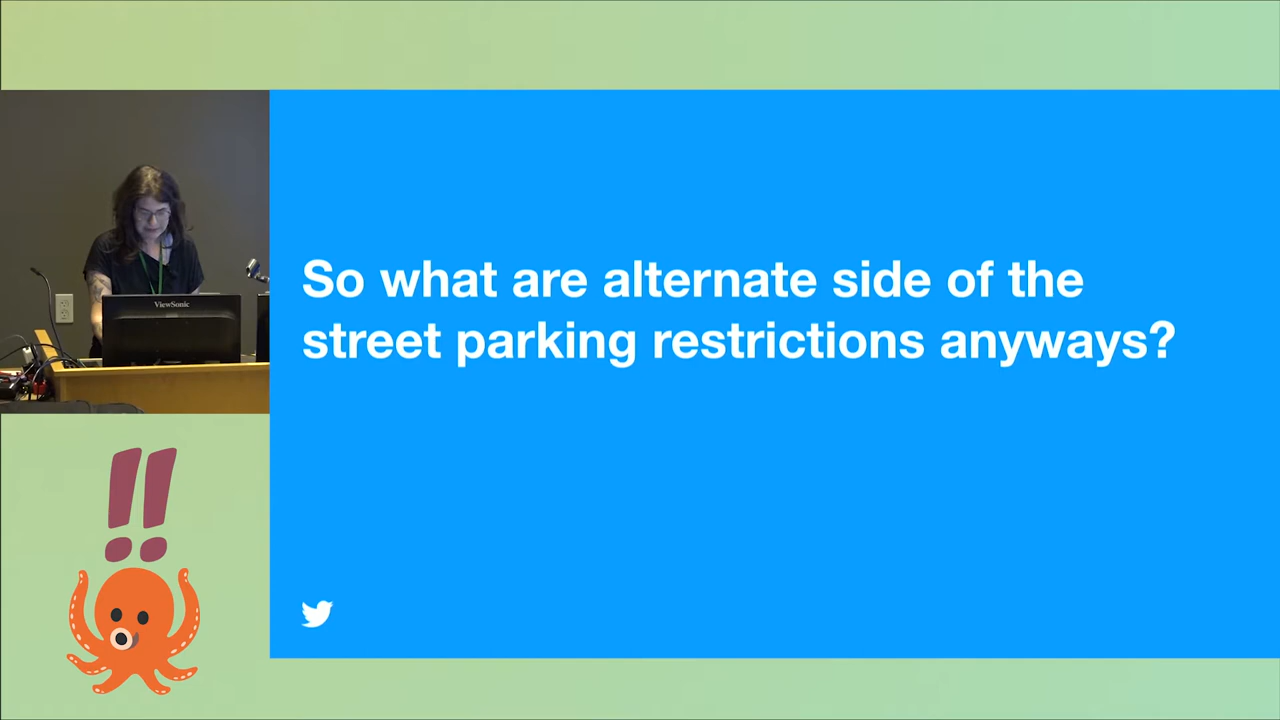 ViewSonic
So what are alternate side of the
street parking restrictions anyways?
!!